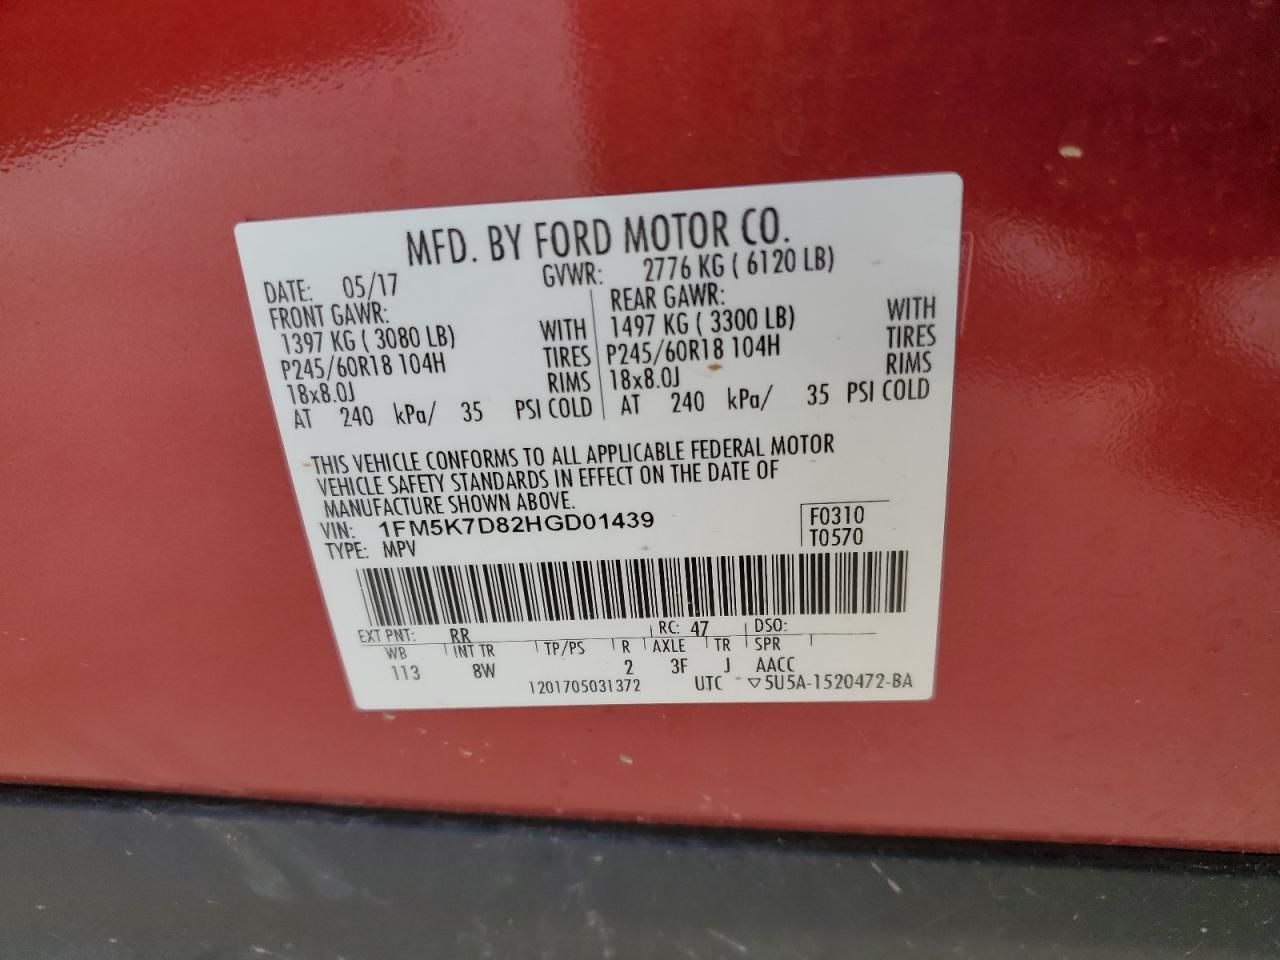 MFD. BY FORD MOTOR CO.
DATE: 05/17 GVWR: 2776 KG ( 6120 LB)
FRONT GAWR: REAR GAWR:
1397 KG ( 3080 LB) WITH 1497 KG ( 3300 LB) WITH
P245/60R18 104H TIRES P245/60R18 104H TIRES
18x8.0J RIMS 18x8.0J RIMS
AT 240 kPa/ 35 PSI COLD AT 240 kPa/ 35 PSI COLD
THIS VEHICLE CONFORMS TO ALL APPLICABLE FEDERAL MOTOR
VEHICLE SAFETY STANDARDS IN EFFECT ON THE DATE OF
MANUFACTURE SHOWN ABOVE.
VIN: 1FM5K7D82HGD01439 F0310
TYPE: MPV T0570
EXT PNT: RR RC: 47 DSO:
WB INT TR TP/PS R AXLE TR SPR
113 8W 2 3F J AACC
1201705031372 UTC ▽5U5A-1520472-BA